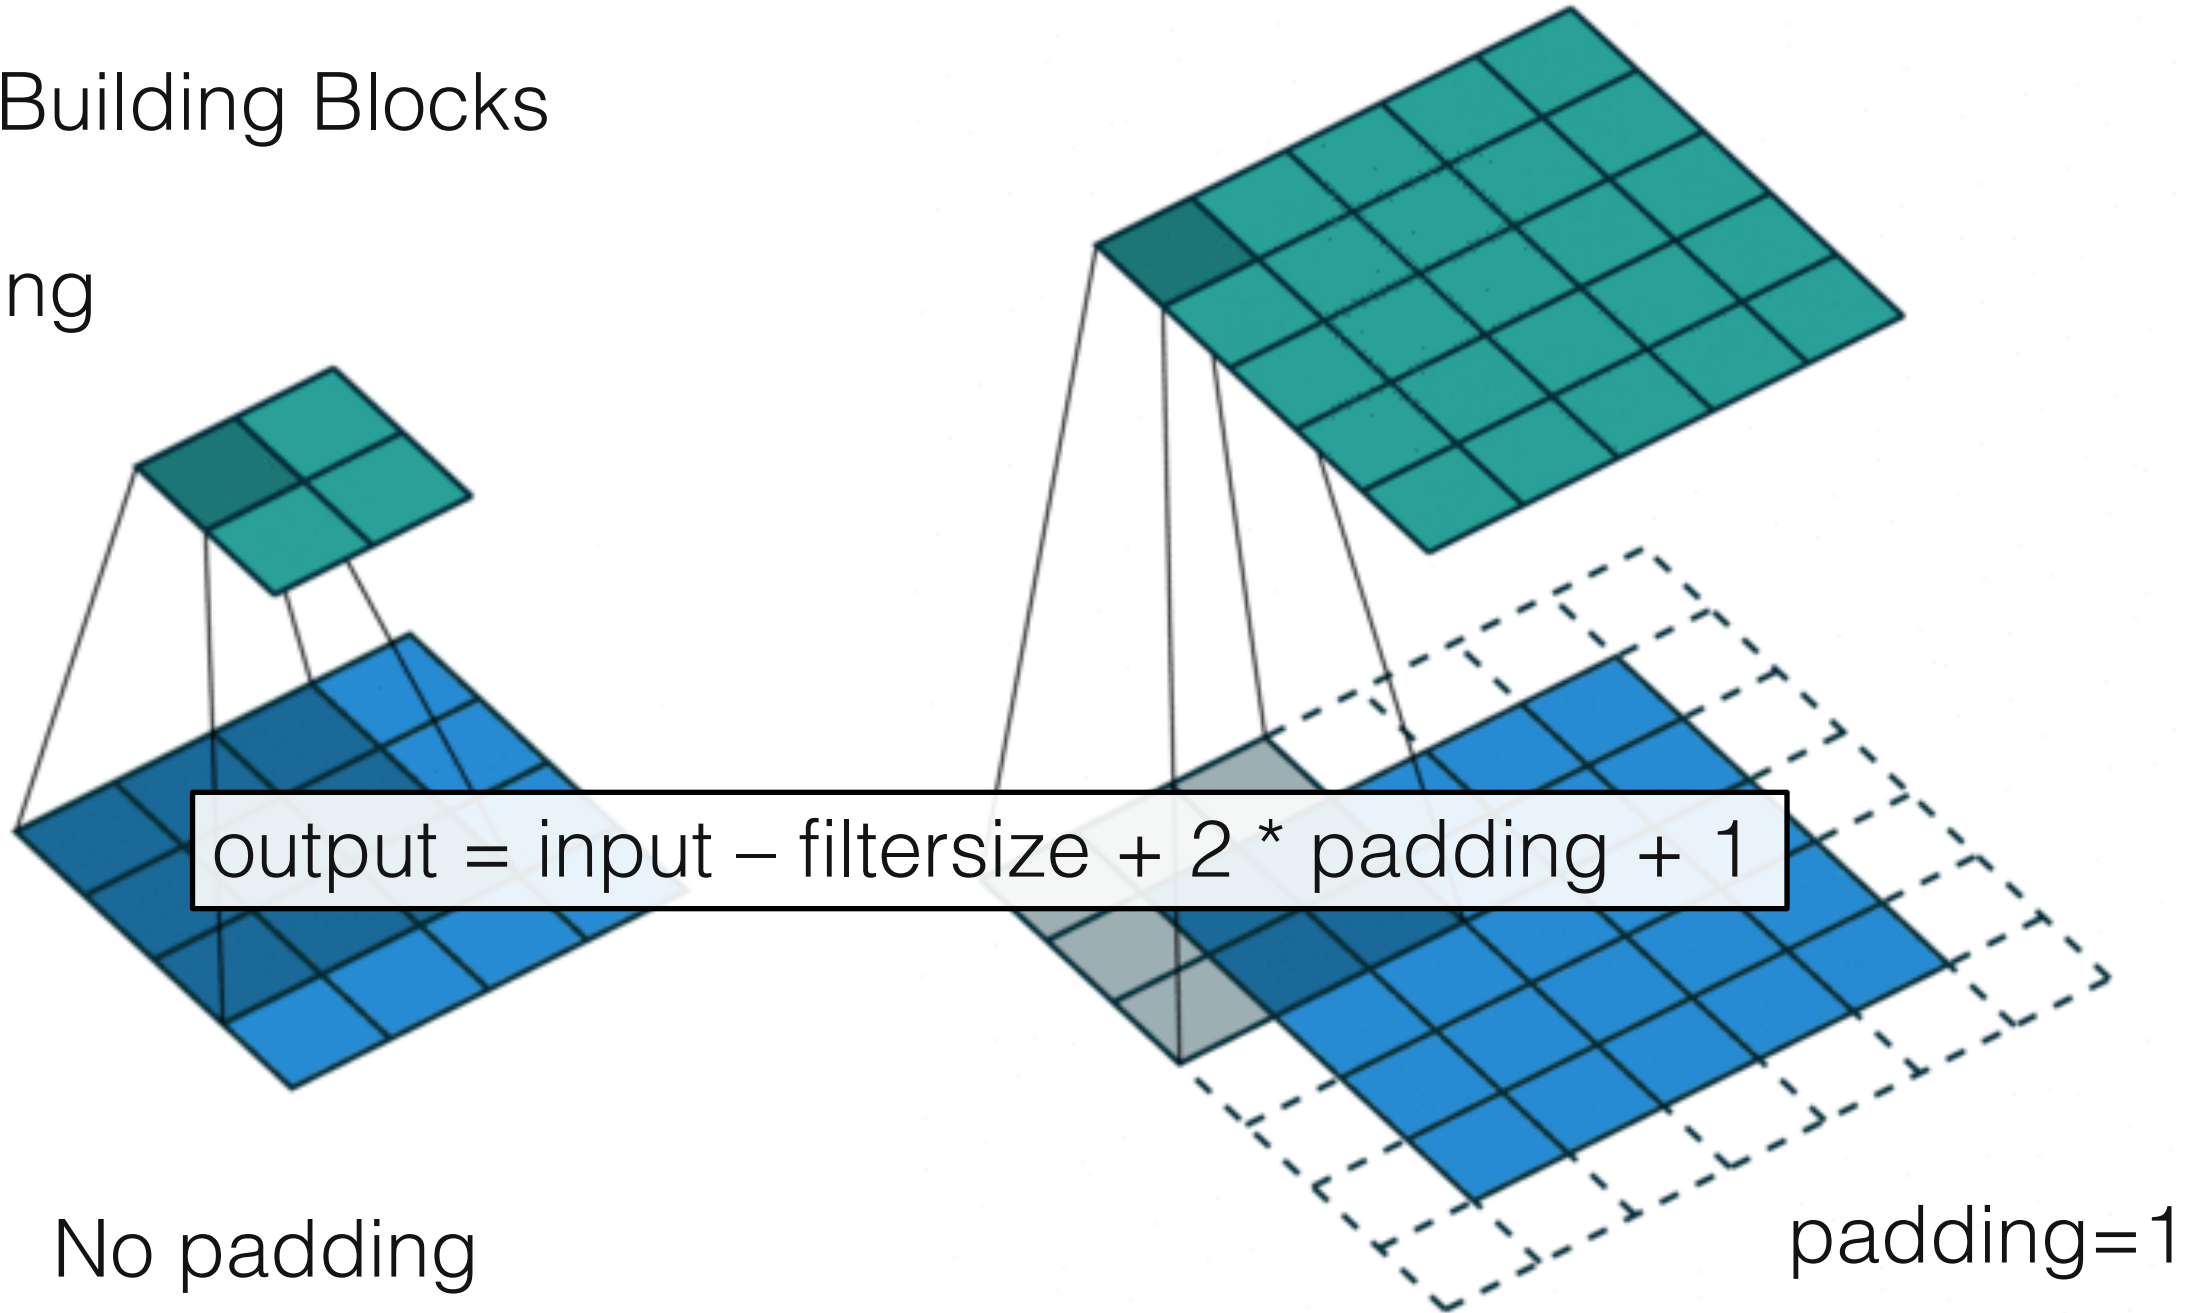 Building Blocks
ng
output = input – filtersize + 2 * padding + 1
No padding
padding=1